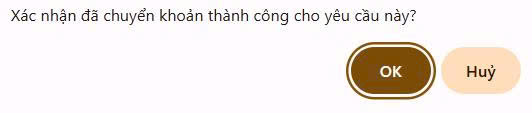 Xác nhận đã chuyển khoản thành công cho yêu cầu này?
OK Huỷ